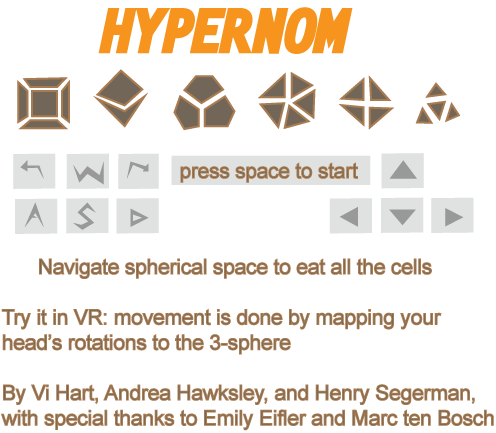 HYPERNOM
W
press space to start
A S D
Navigate spherical space to eat all the cells
Try it in VR: movement is done by mapping your
head's rotations to the 3-sphere
By Vi Hart, Andrea Hawksley, and Henry Segerman,
with special thanks to Emily Eifler and Marc ten Bosch